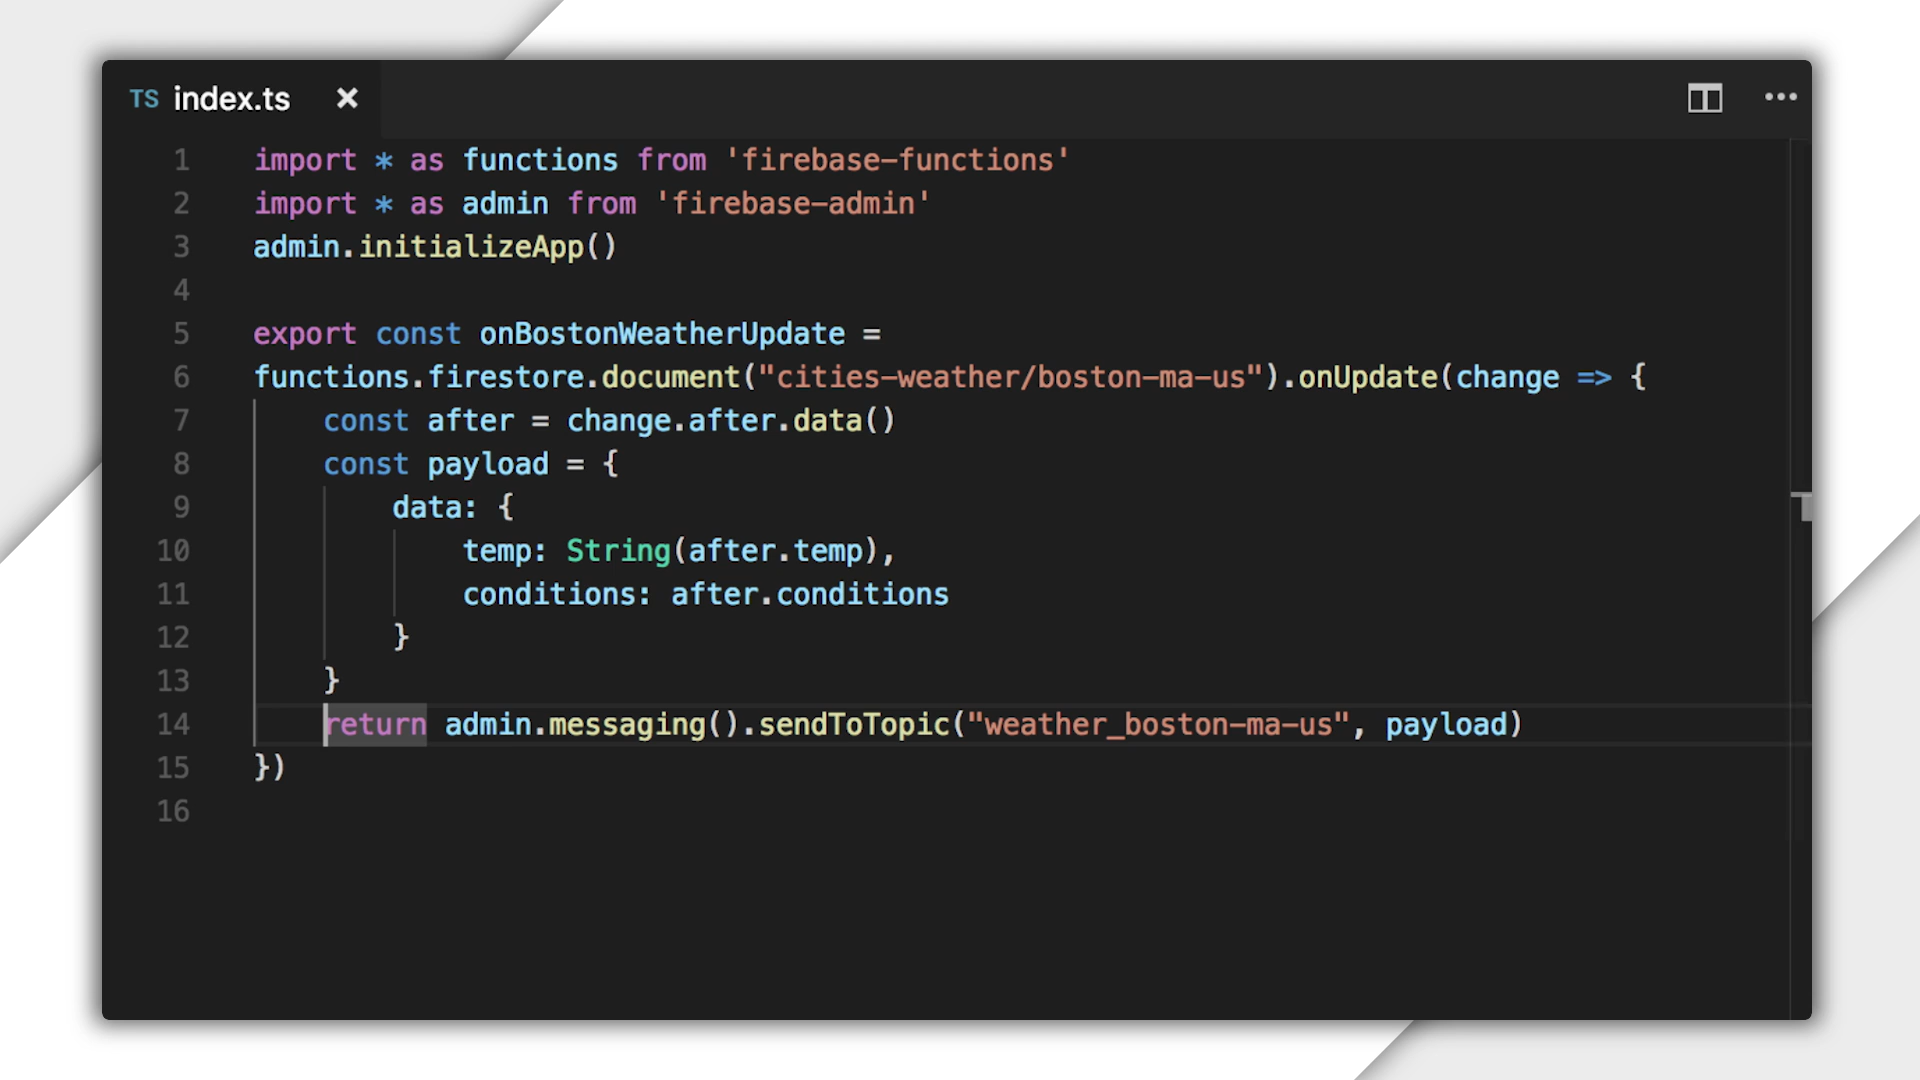 TS index.ts
1 import * as functions from 'firebase-functions'
2 import * as admin from 'firebase-admin'
3 admin.initializeApp()
4
5 export const onBostonWeatherUpdate =
6 functions.firestore.document("cities-weather/boston-ma-us").onUpdate(change => {
7     const after = change.after.data()
8     const payload = {
9         data: {
10             temp: String(after.temp),
11             conditions: after.conditions
12         }
13     }
14     return admin.messaging().sendToTopic("weather_boston-ma-us", payload)
15 })
16